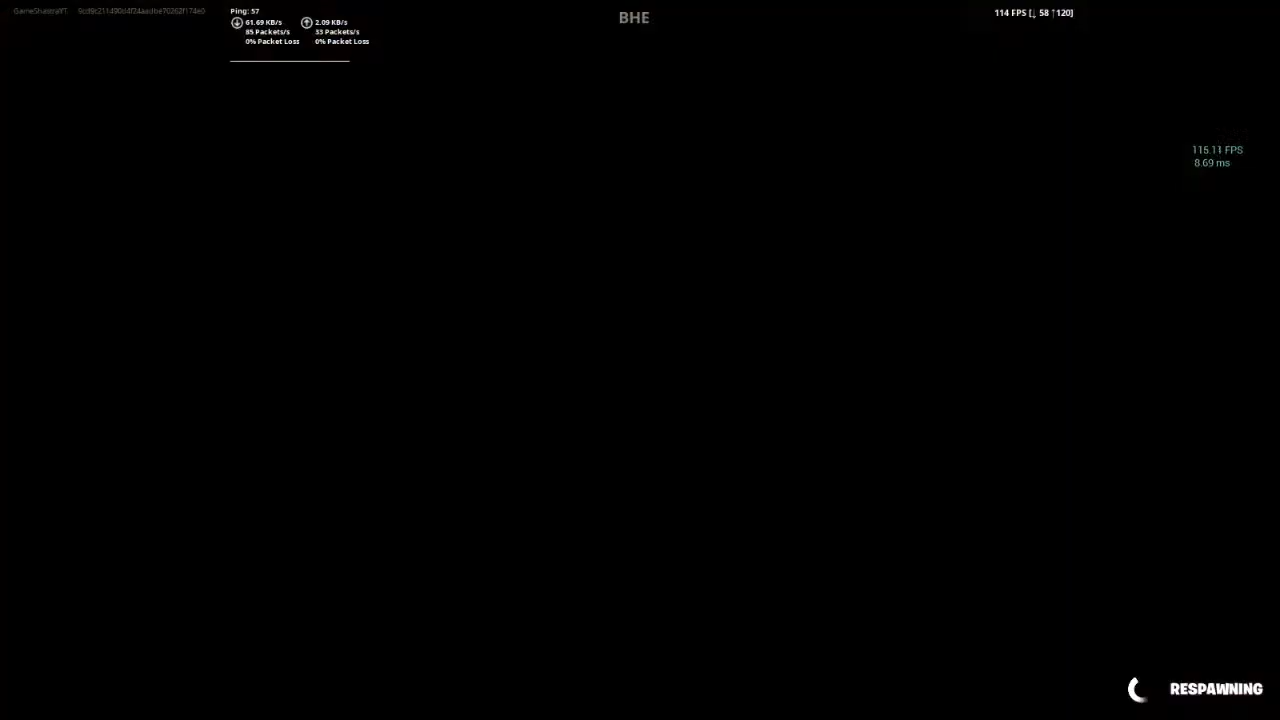 GameShastraYT
Ping: 57
61.69 KB/s 2.09 KB/s
85 Packets/s 33 Packets/s
0% Packet Loss 0% Packet Loss
BHE
114 FPS [↓ 58 ↑120]
115.11 FPS
8.69 ms
RESPAWNING